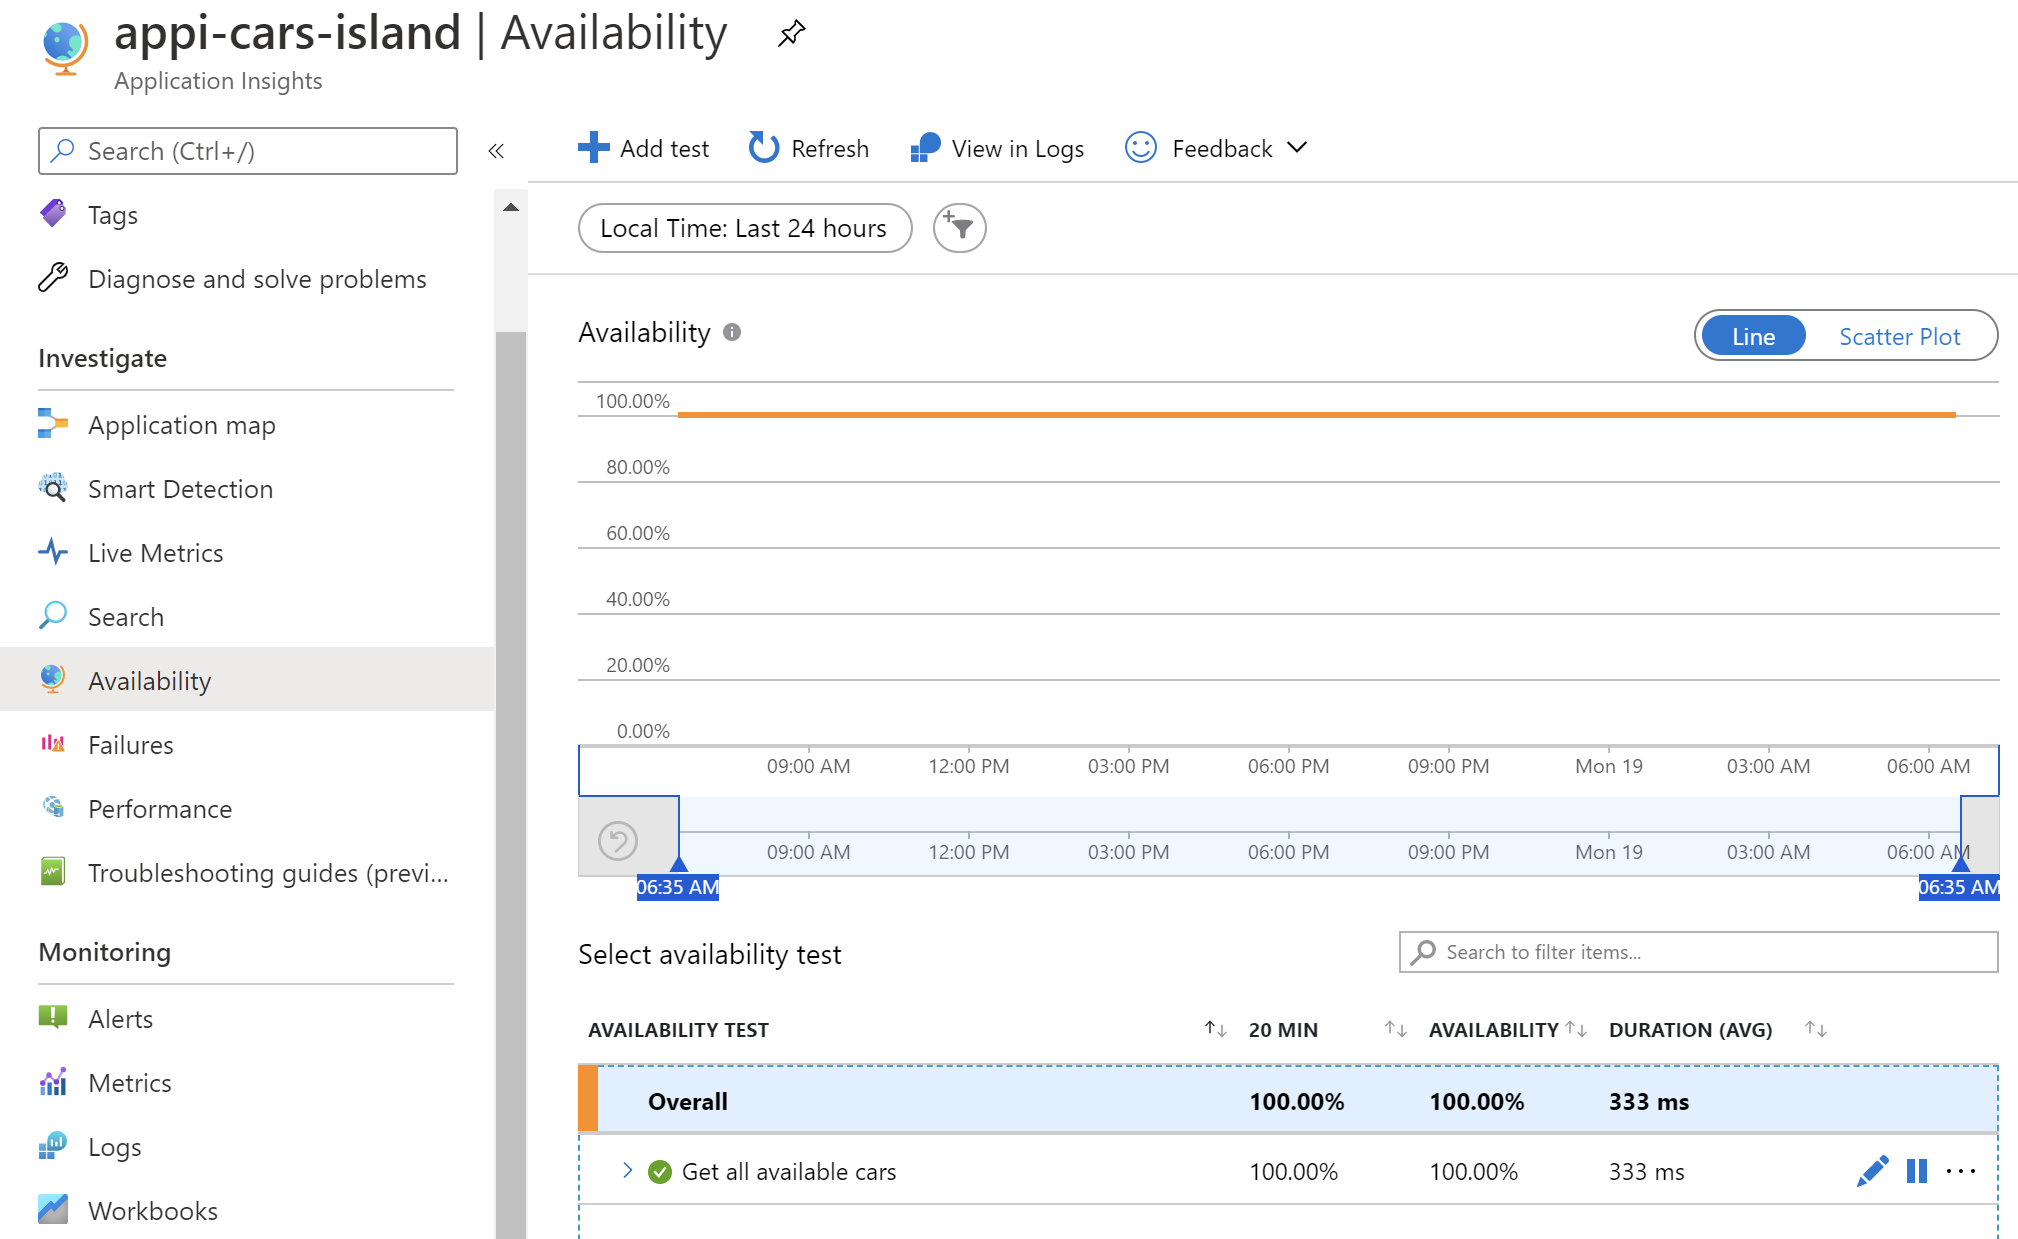 appi-cars-island | Availability
Application Insights
Search (Ctrl+/)
«
Tags
Diagnose and solve problems
Investigate
Application map
Smart Detection
Live Metrics
Search
Availability
Failures
Performance
Troubleshooting guides (previ...
Monitoring
Alerts
Metrics
Logs
Workbooks
Add test Refresh View in Logs Feedback
Local Time: Last 24 hours
Availability
Line Scatter Plot
100.00%
80.00%
60.00%
40.00%
20.00%
0.00%
09:00 AM 12:00 PM 03:00 PM 06:00 PM 09:00 PM Mon 19 03:00 AM 06:00 AM
09:00 AM 12:00 PM 03:00 PM 06:00 PM 09:00 PM Mon 19 03:00 AM 06:00 AM
06:35 AM 06:35 AM
Select availability test
Search to filter items...
AVAILABILITY TEST 20 MIN AVAILABILITY DURATION (AVG)
Overall 100.00% 100.00% 333 ms
Get all available cars 100.00% 100.00% 333 ms